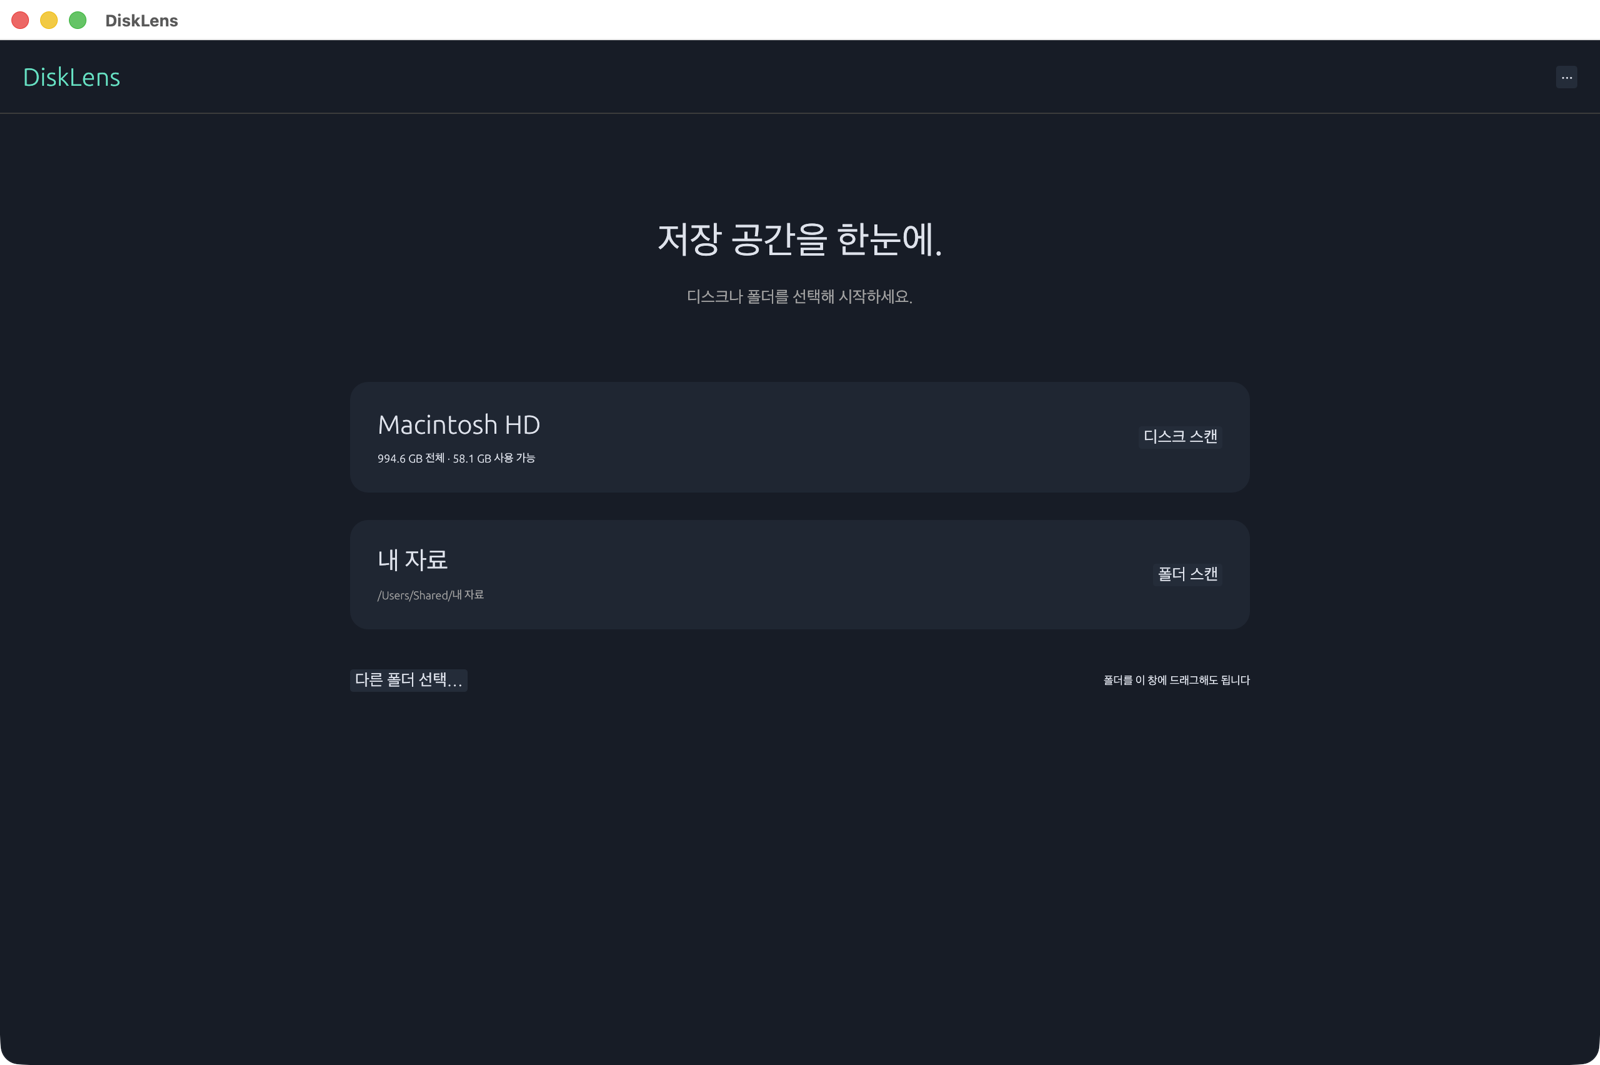 DiskLens
DiskLens
...
저장 공간을 한눈에.
디스크나 폴더를 선택해 시작하세요.
Macintosh HD
994.6 GB 전체 · 58.1 GB 사용 가능
디스크 스캔
내 자료
/Users/Shared/내 자료
폴더 스캔
다른 폴더 선택...
폴더를 이 창에 드래그해도 됩니다